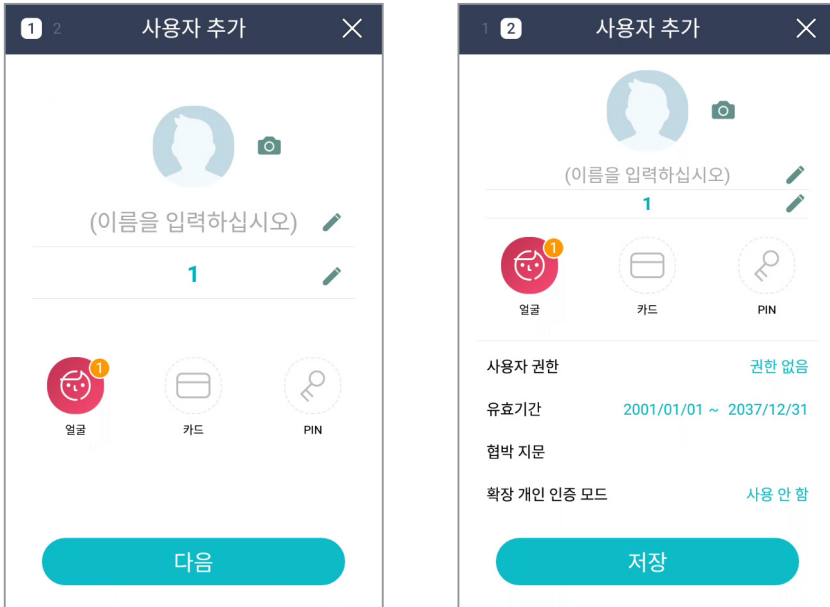 1 2 사용자 추가
(이름을 입력하십시오)
1
1
얼굴 카드 PIN
다음
1 2 사용자 추가
(이름을 입력하십시오)
1
1
얼굴 카드 PIN
사용자 권한 권한 없음
유효기간 2001/01/01 ~ 2037/12/31
협박 지문
확장 개인 인증 모드 사용 안 함
저장